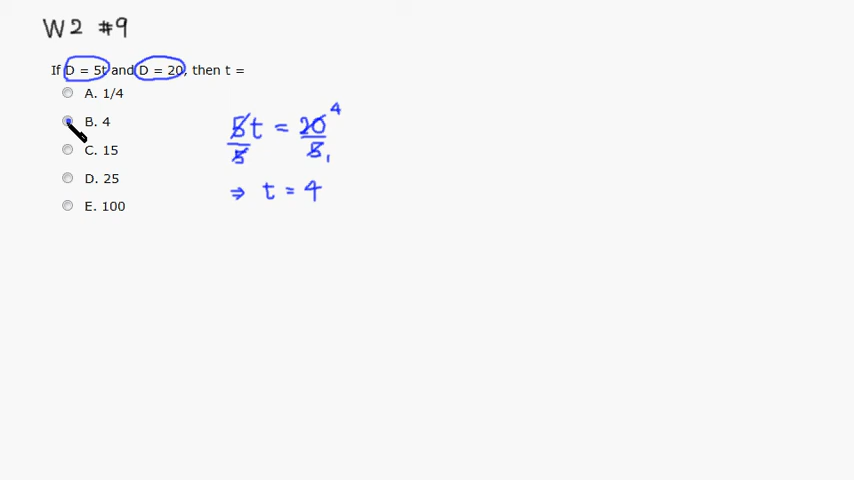 W2 #9
If D = 5t and D = 20, then t =
A. 1/4
B. 4
C. 15
D. 25
E. 100
5t = 20 4
5 5 1
⇒ t = 4